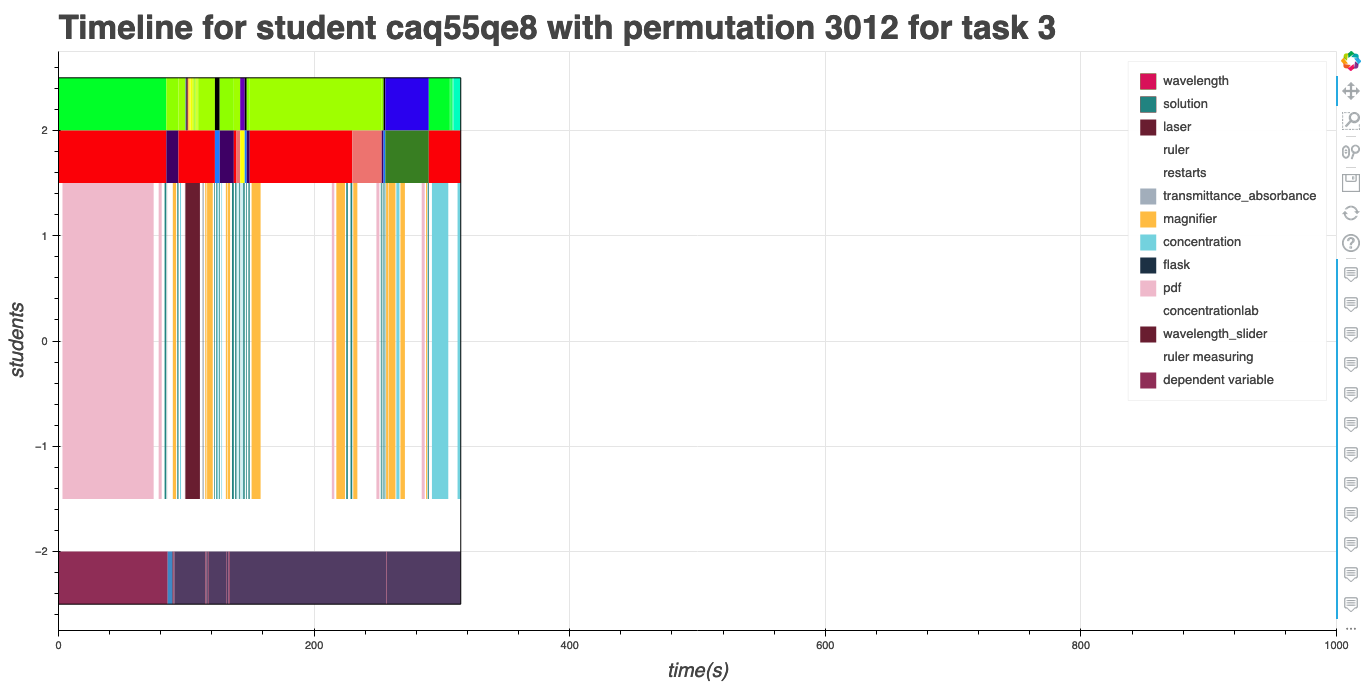 Timeline for student caq55qe8 with permutation 3012 for task 3
wavelength
solution
laser
ruler
restarts
transmittance_absorbance
magnifier
concentration
flask
pdf
concentrationlab
wavelength_slider
ruler measuring
dependent variable
students
2
1
0
−1
−2
0
200
400
600
800
1000
time(s)